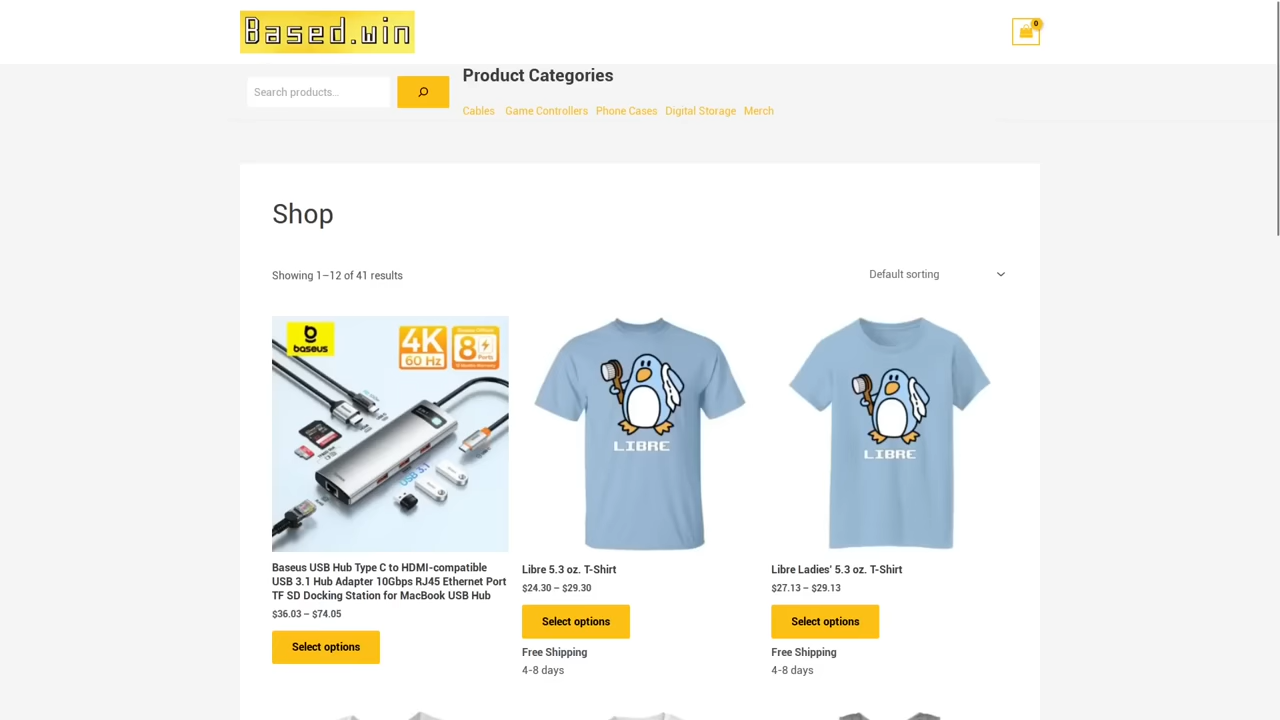 Based.win
0
Product Categories
Search products...
Cables Game Controllers Phone Cases Digital Storage Merch
Shop
Showing 1–12 of 41 results
Default sorting
baseus
4K
60 Hz
8
Ports
USB 3.1
LIBRE
LIBRE
Baseus USB Hub Type C to HDMI-compatible
USB 3.1 Hub Adapter 10Gbps RJ45 Ethernet Port
TF SD Docking Station for MacBook USB Hub
$36.03 – $74.05
Select options
Libre 5.3 oz. T-Shirt
$24.30 – $29.30
Select options
Free Shipping
4-8 days
Libre Ladies' 5.3 oz. T-Shirt
$27.13 – $29.13
Select options
Free Shipping
4-8 days